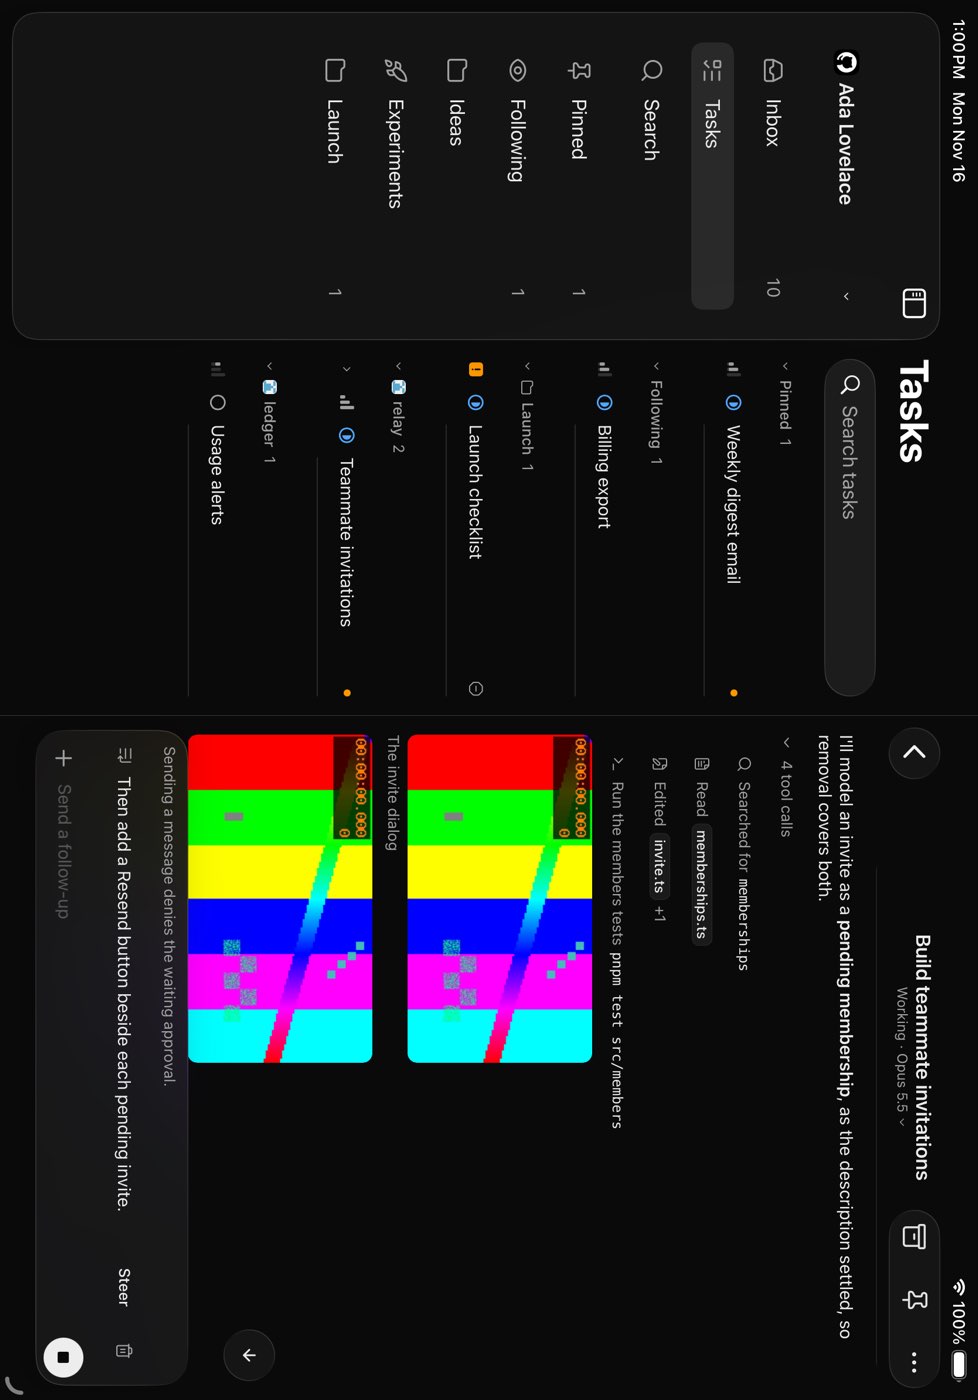 1:00 PM Mon Nov 16
100%
Ada Lovelace
Inbox 10
Tasks
Search
Pinned 1
Following 1
Ideas
Experiments
Launch 1
Tasks
Search tasks
Pinned 1
Weekly digest email
Following 1
Billing export
Launch 1
Launch checklist
relay 2
Teammate invitations
ledger 1
Usage alerts
Build teammate invitations
Working · Opus 5.5
I'll model an invite as a pending membership, as the description settled, so
removal covers both.
4 tool calls
Searched for memberships
Read memberships.ts
Edited invite.ts +1
Run the members tests pnpm test src/members
00:00:00.000
0
The invite dialog
00:00:00.000
0
Sending a message denies the waiting approval.
Then add a Resend button beside each pending invite. Steer
Send a follow-up